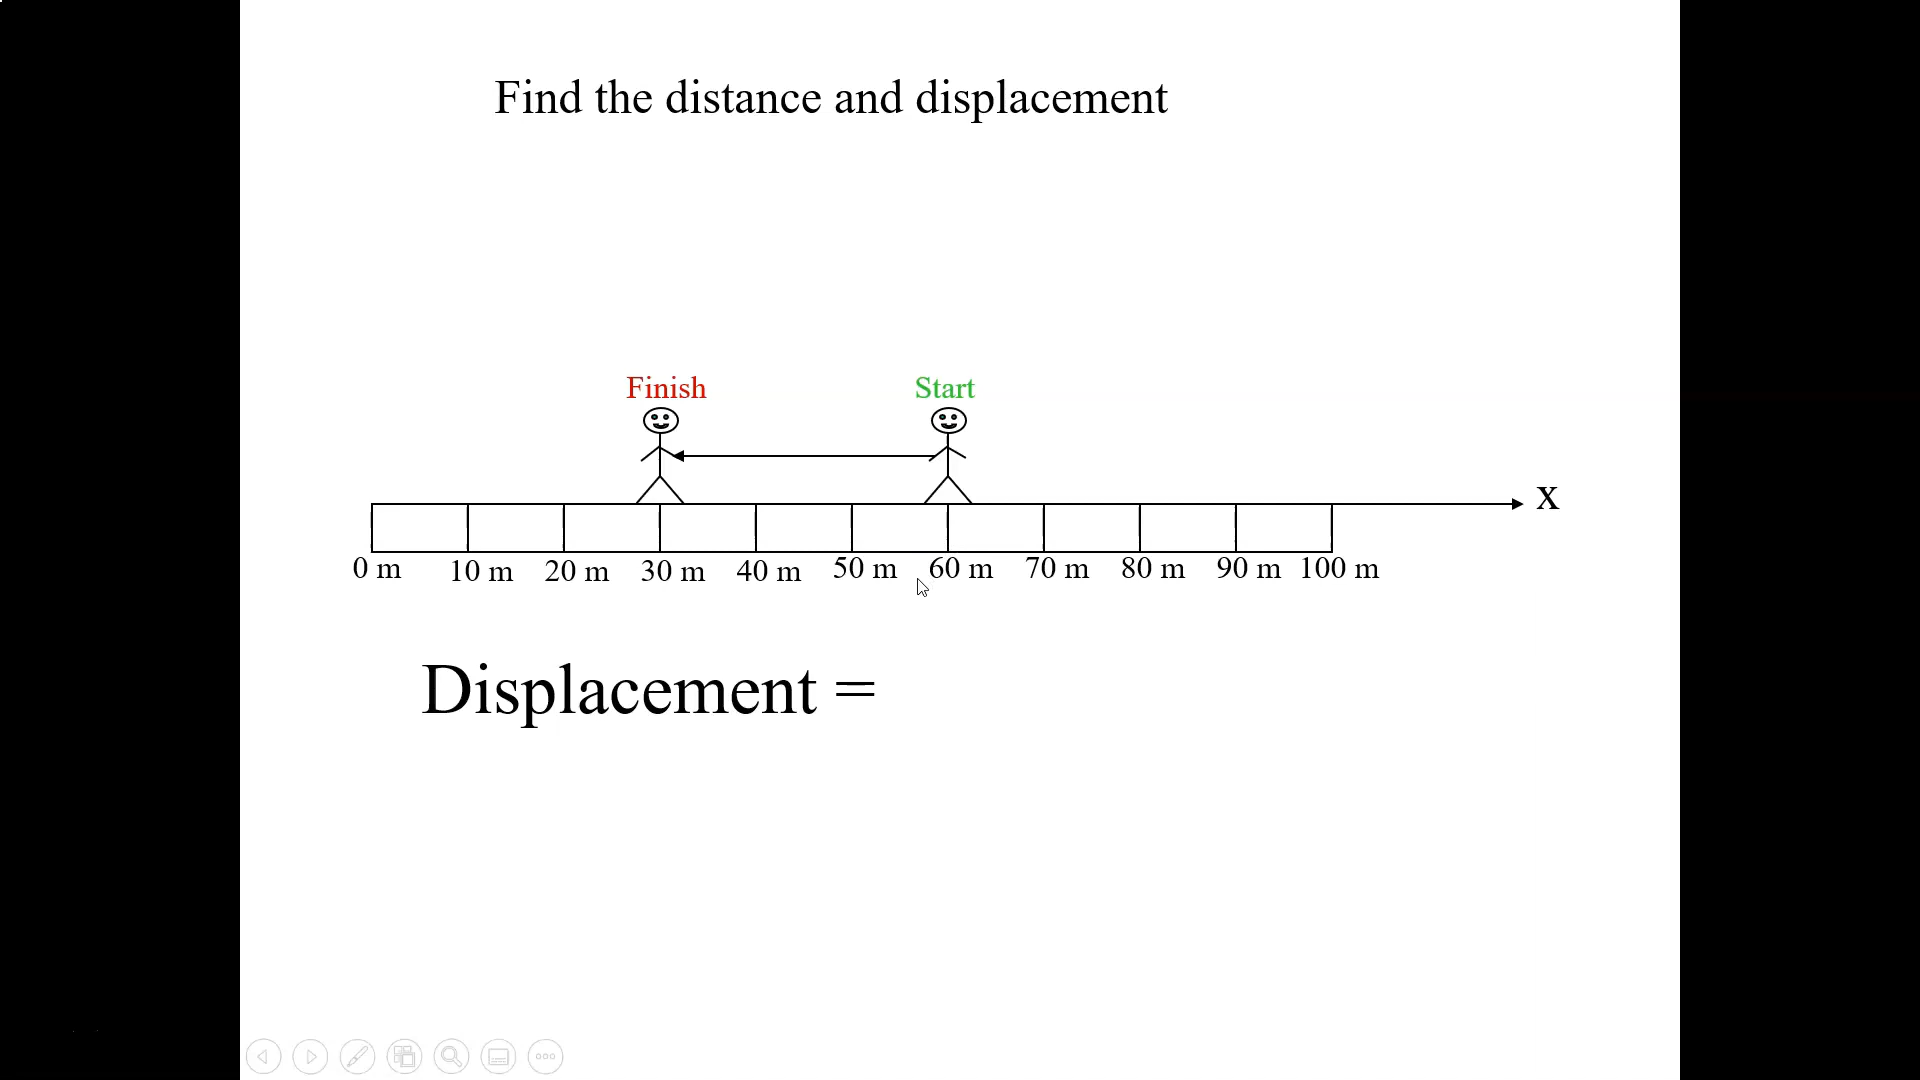 Find the distance and displacement
Finish Start
X
0 m 10 m 20 m 30 m 40 m 50 m 60 m 70 m 80 m 90 m 100 m
Displacement =